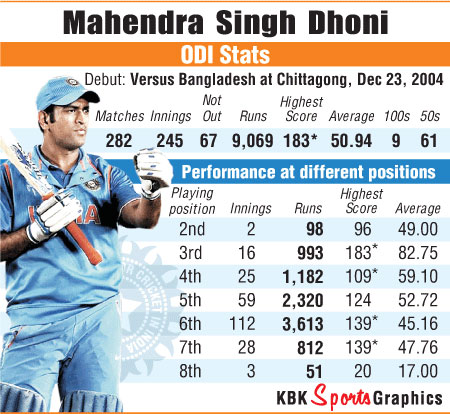 Mahendra Singh Dhoni
ODI Stats
Debut: Versus Bangladesh at Chittagong, Dec 23, 2004
Matches Innings Not Out Runs Highest Score Average 100s 50s
282 245 67 9,069 183* 50.94 9 61
Performance at different positions
Playing position Innings Runs Highest Score Average
2nd 2 98 96 49.00
3rd 16 993 183* 82.75
4th 25 1,182 109* 59.10
5th 59 2,320 124 52.72
6th 112 3,613 139* 45.16
7th 28 812 139* 47.76
8th 3 51 20 17.00
KBK Sports Graphics